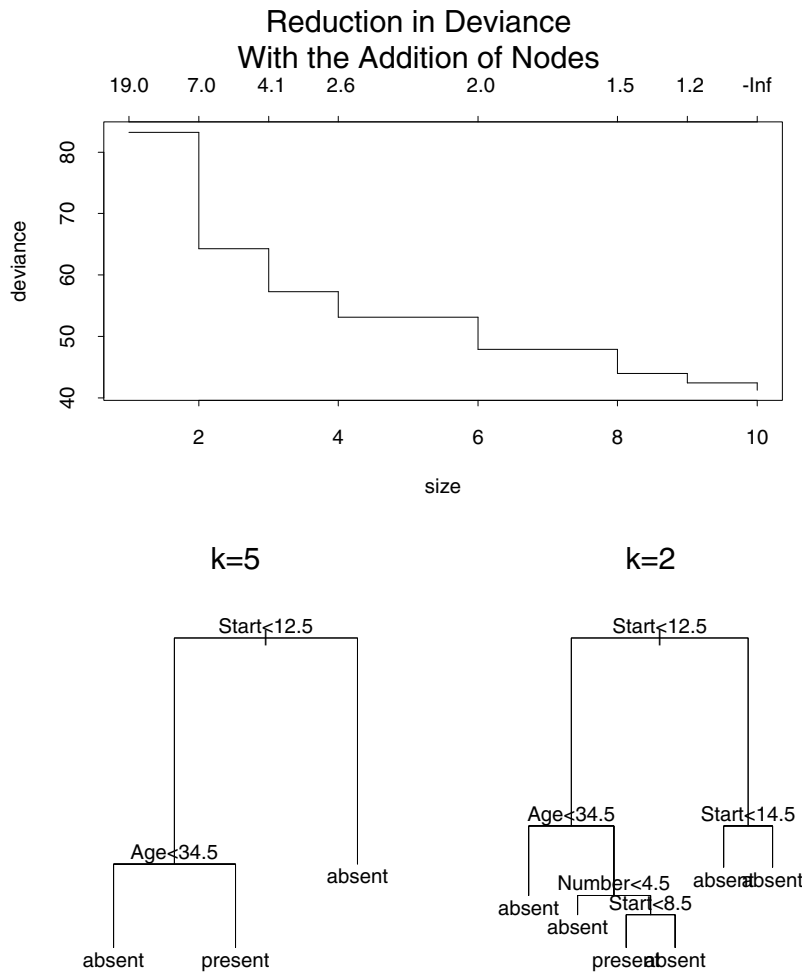 Reduction in Deviance
With the Addition of Nodes
19.0 7.0 4.1 2.6 2.0 1.5 1.2 -Inf
80
70
60
50
40
deviance
2 4 6 8 10
size
k=5
Start<12.5
Age<34.5
absent
absent present
k=2
Start<12.5
Age<34.5 Start<14.5
absent absent
Number<4.5
absent
Start<8.5
absent
present absent